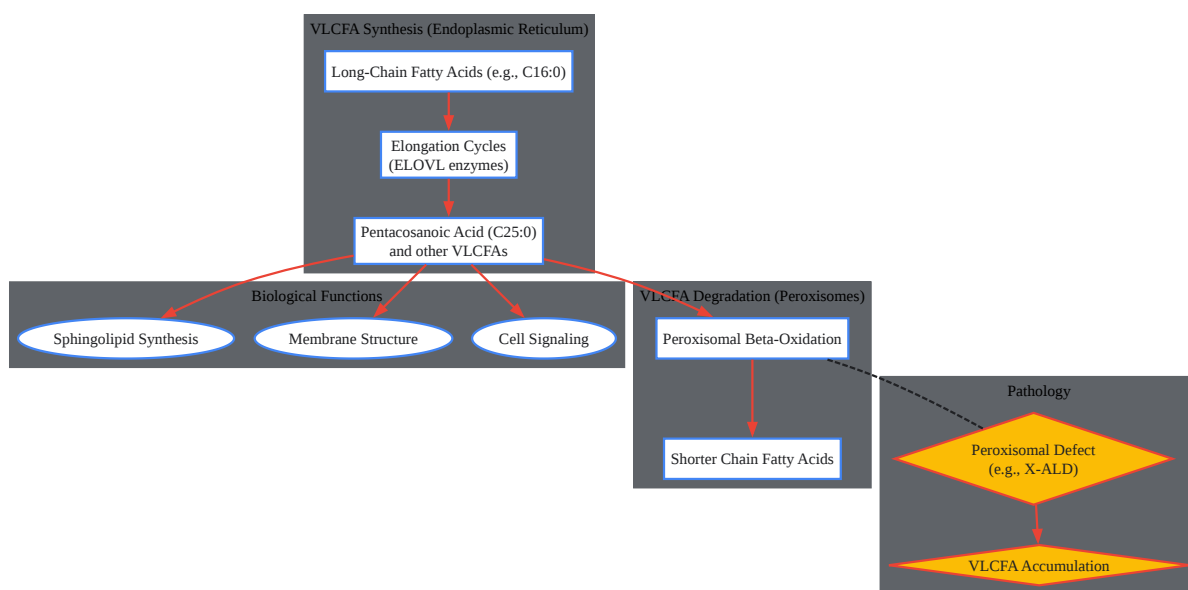 VLCFA Synthesis (Endoplasmic Reticulum)
Long-Chain Fatty Acids (e.g., C16:0)
Elongation Cycles
(ELOVL enzymes)
Pentacosanoic Acid (C25:0)
and other VLCFAs
Biological Functions
Sphingolipid Synthesis
Membrane Structure
Cell Signaling
VLCFA Degradation (Peroxisomes)
Peroxisomal Beta-Oxidation
Shorter Chain Fatty Acids
Pathology
Peroxisomal Defect
(e.g., X-ALD)
VLCFA Accumulation